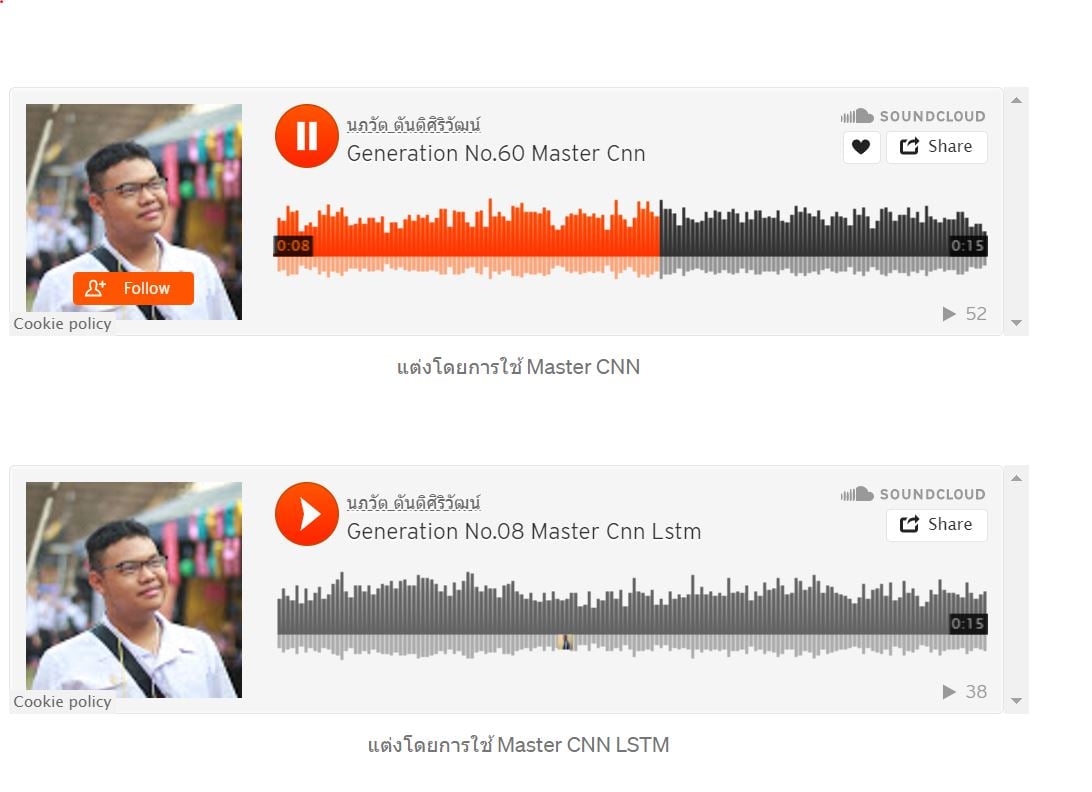 นภวัต ตันติศิริวัฒน์
SOUNDCLOUD
Generation No.60 Master Cnn
Share
0:08
0:15
Follow
52
Cookie policy
แต่งโดยการใช้ Master CNN
นภวัต ตันติศิริวัฒน์
SOUNDCLOUD
Generation No.08 Master Cnn Lstm
Share
0:15
38
Cookie policy
แต่งโดยการใช้ Master CNN LSTM